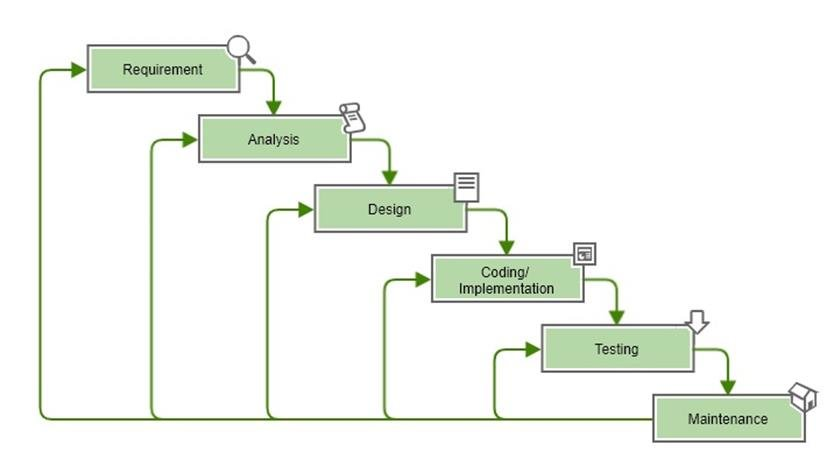 Requirement
Analysis
Design
Coding/
Implementation
Testing
Maintenance